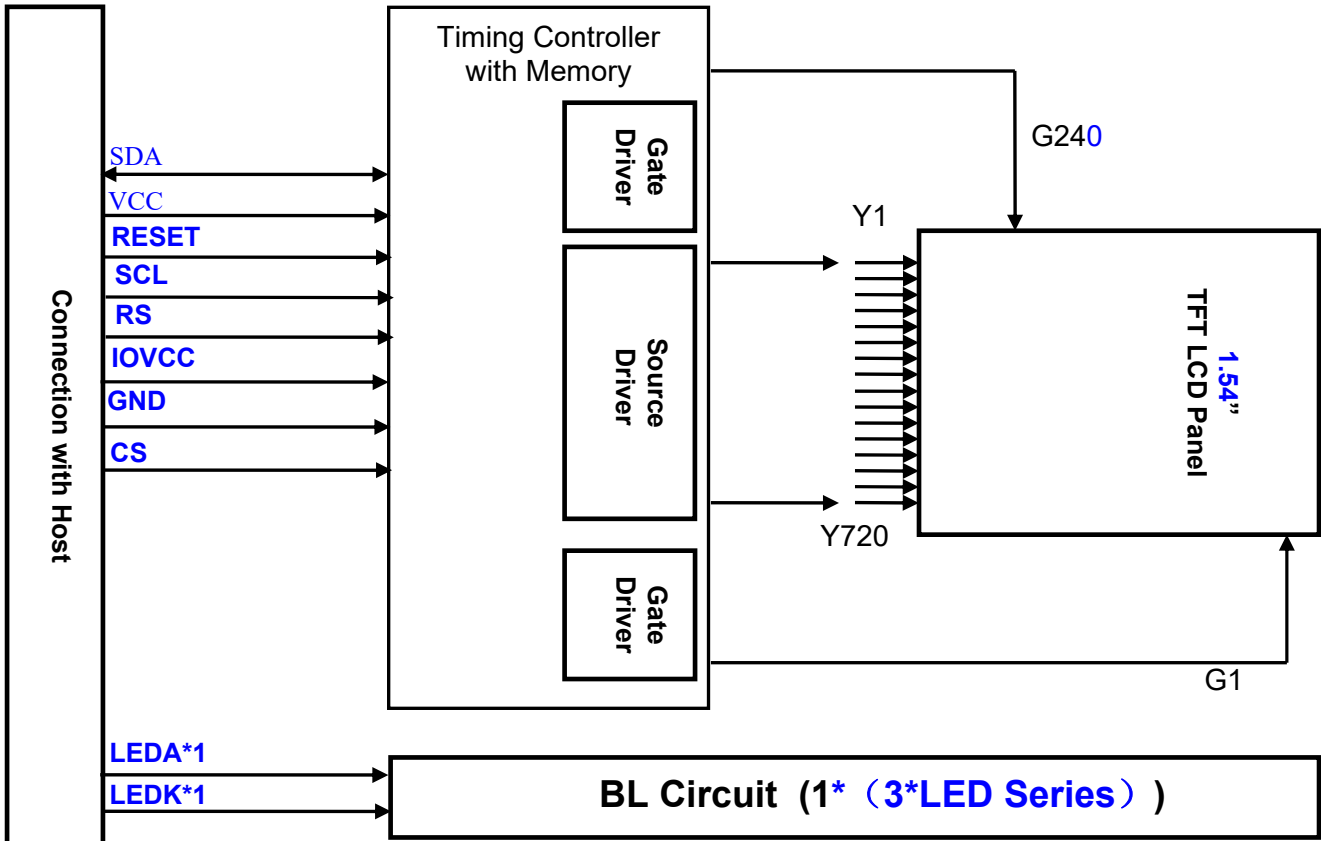 Connection with Host
SDA
VCC
RESET
SCL
RS
IOVCC
GND
CS
LEDA*1
LEDK*1
Timing Controller
with Memory
Gate
Driver
Source
Driver
Gate
Driver
G240
Y1
Y720
1.54”
TFT LCD Panel
G1
BL Circuit (1*（3*LED Series）)